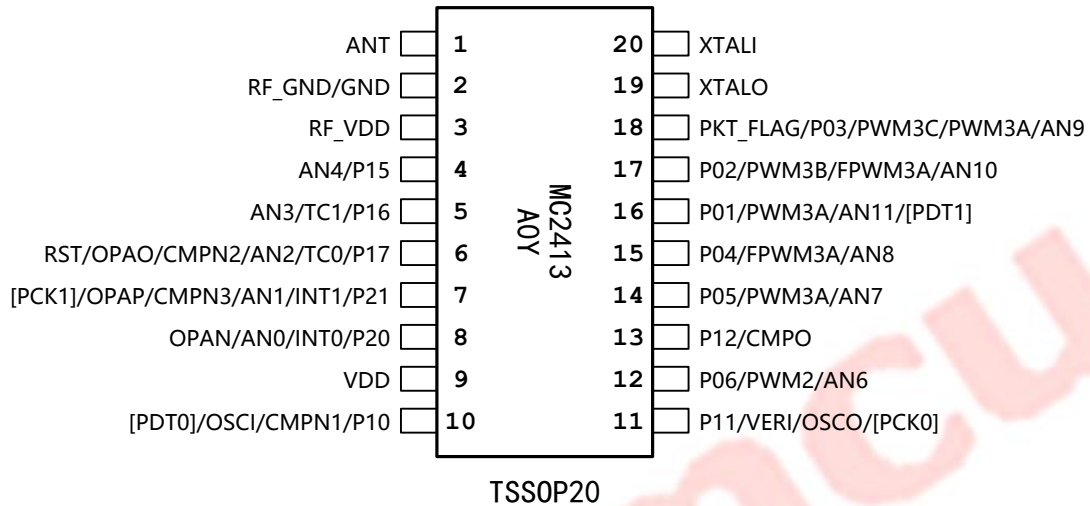 ANT 1 20 XTALI
RF_GND/GND 2 19 XTALO
RF_VDD 3 18 PKT_FLAG/P03/PWM3C/PWM3A/AN9
AN4/P15 4 17 P02/PWM3B/FPWM3A/AN10
AN3/TC1/P16 5 16 P01/PWM3A/AN11/[PDT1]
RST/OPAO/CMPN2/AN2/TC0/P17 6 15 P04/FPWM3A/AN8
[PCK1]/OPAP/CMPN3/AN1/INT1/P21 7 14 P05/PWM3A/AN7
OPAN/AN0/INT0/P20 8 13 P12/CMPO
VDD 9 12 P06/PWM2/AN6
[PDT0]/OSCI/CMPN1/P10 10 11 P11/VERI/OSCO/[PCK0]
MC2413
A0Y
TSSOP20
mcu